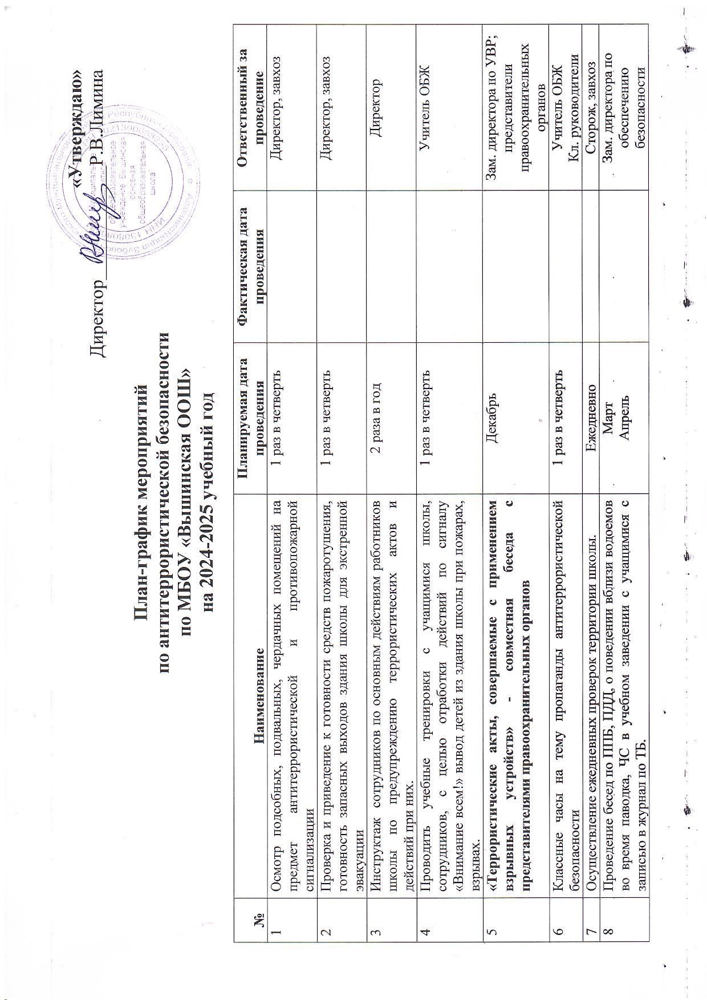 «Утверждаю»
Директор Р.В.Лимина
План-график мероприятий
по антитеррористической безопасности
по МБОУ «Вышинская ООШ»
на 2024-2025 учебный год
№ Наименование Планируемая дата проведения Фактическая дата проведения Ответственный за проведение
1 Осмотр подсобных, подвальных, чердачных помещений на 1 раз в четверть Директор, завхоз
предмет антитеррористической и противопожарной
сигнализации
2 Проверка и приведение к готовности средств пожаротушения, 1 раз в четверть Директор, завхоз
готовность запасных выходов здания школы для экстренной
эвакуации
3 Инструктаж сотрудников по основным действиям работников 2 раза в год Директор
школы по предупреждению террористических актов и
действий при них.
4 Проводить учебные тренировки с учащимися школы, 1 раз в четверть Учитель ОБЖ
сотрудников, с целью отработки действий по сигналу
«Внимание всем!» вывод детей из здания школы при пожарах,
взрывах.
5 «Террористические акты, совершаемые с применением Декабрь Зам. директора по УВР;
взрывных устройств» - совместная беседа с представители
представителями правоохранительных органов правоохранительных
органов
6 Классные часы на тему пропаганды антитеррористической 1 раз в четверть Учитель ОБЖ
безопасности Кл. руководители
7 Осуществление ежедневных проверок территории школы. Ежедневно Сторож, завхоз
8 Проведение бесед по ППБ, ПДД, о поведении вблизи водоемов Март Зам. директора по
во время паводка, ЧС в учебном заведении с учащимися с Апрель обеспечению
записью в журнал по ТБ. безопасности
общеобразовательное
учреждение
общеобразовательная
школа